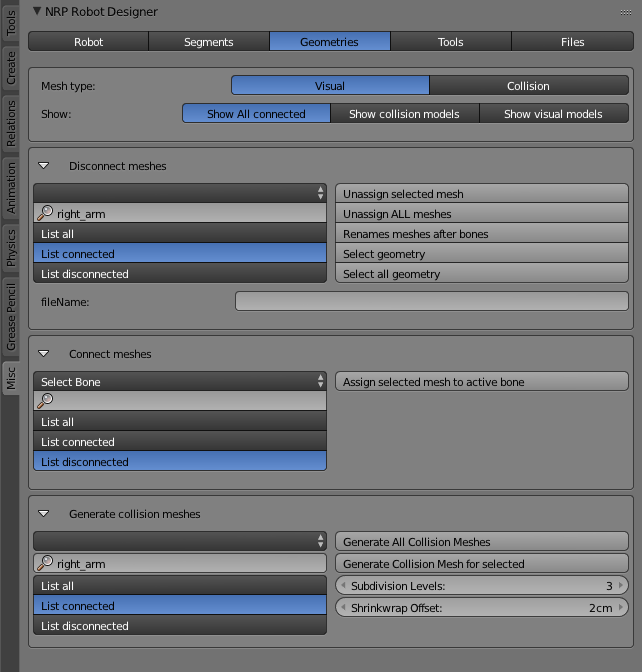 NRP Robot Designer
Robot Segments Geometries Tools Files
Mesh type: Visual Collision
Show: Show All connected Show collision models Show visual models
Disconnect meshes
Unassign selected mesh
right_arm Unassign ALL meshes
List all Renames meshes after bones
List connected Select geometry
List disconnected Select all geometry
fileName:
Connect meshes
Select Bone Assign selected mesh to active bone
List all
List connected
List disconnected
Generate collision meshes
Generate All Collision Meshes
right_arm Generate Collision Mesh for selected
List all Subdivision Levels: 3
List connected Shrinkwrap Offset: 2cm
List disconnected
Tools
Create
Relations
Animation
Physics
Grease Pencil
Misc